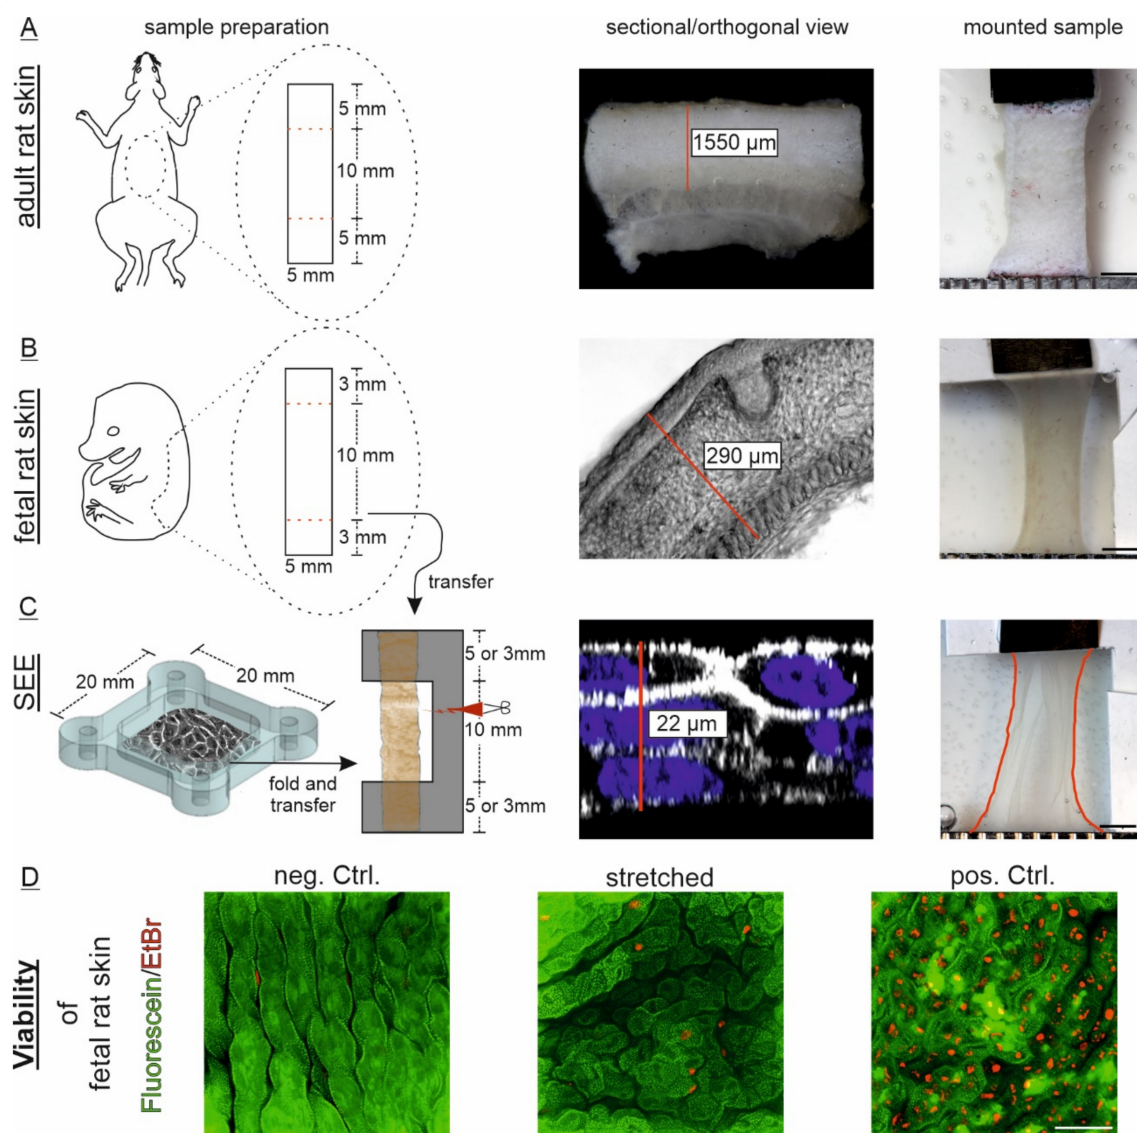 A
sample preparation
sectional/orthogonal view
mounted sample
adult rat skin
5 mm
10 mm
5 mm
5 mm
1550 µm
B
fetal rat skin
3 mm
10 mm
3 mm
5 mm
transfer
290 µm
C
SEE
20 mm
20 mm
fold and
transfer
5 or 3mm
10 mm
5 or 3mm
22 µm
D
neg. Ctrl.
stretched
pos. Ctrl.
Viability
of
fetal rat skin
Fluorescein/EtBr